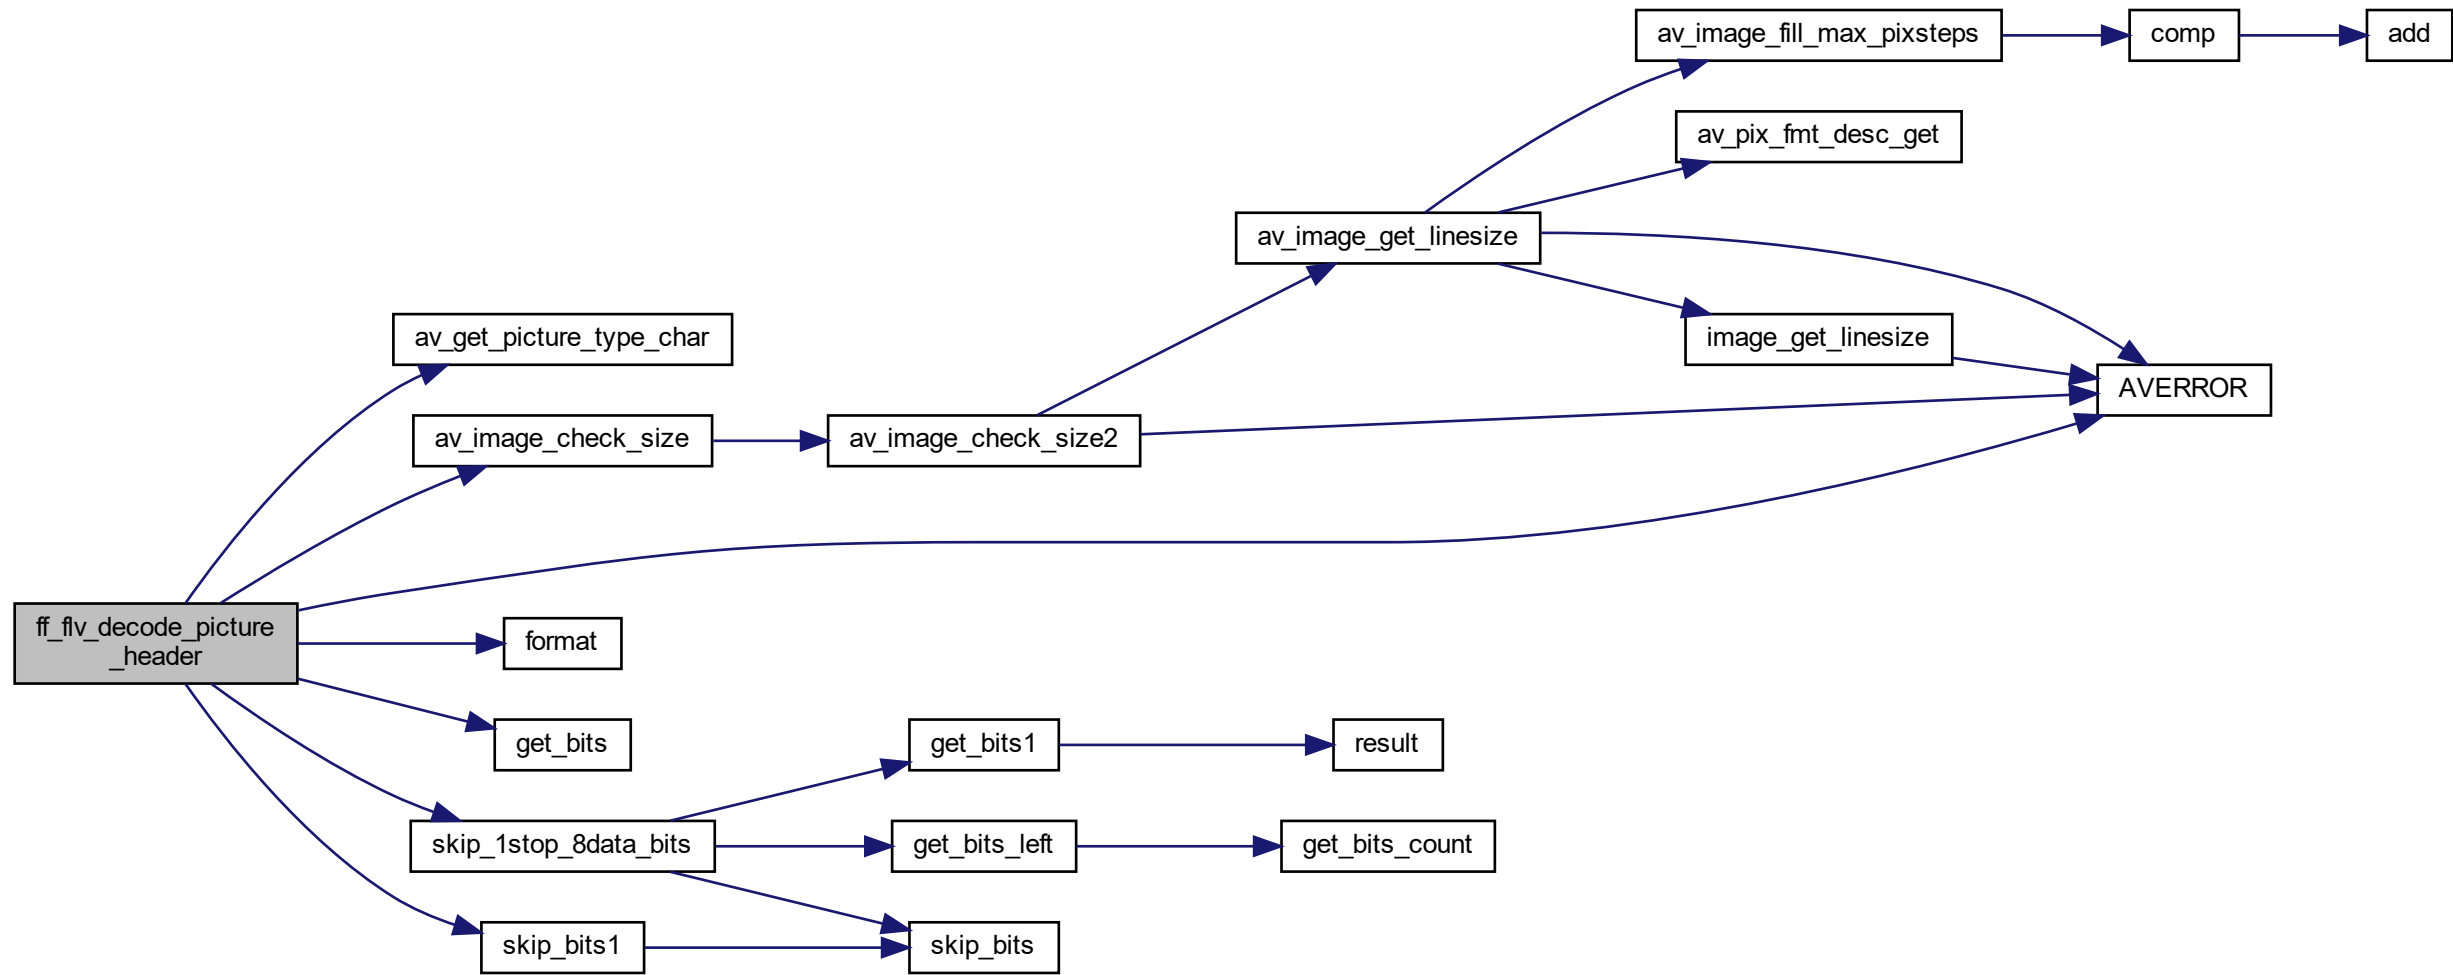 av_image_fill_max_pixsteps
comp
add
av_pix_fmt_desc_get
av_image_get_linesize
av_get_picture_type_char
image_get_linesize
AVERROR
av_image_check_size
av_image_check_size2
ff_flv_decode_picture
_header
format
get_bits
get_bits1
result
skip_1stop_8data_bits
get_bits_left
get_bits_count
skip_bits1
skip_bits